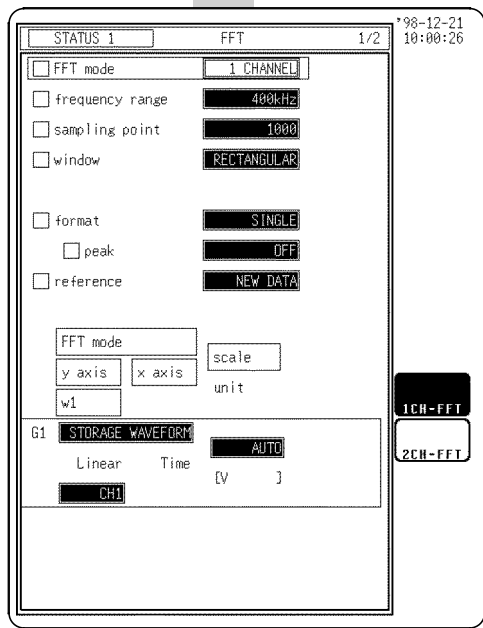 '98-12-21
STATUS 1 FFT 1/2 10:00:26
FFT mode 1 CHANNEL
frequency range 400kHz
sampling point 1000
window RECTANGULAR
format SINGLE
peak OFF
reference NEW DATA
FFT mode
scale
y axis x axis
unit
w1
1CH-FFT
G1 STORAGE WAVEFORM
AUTO
2CH-FFT
Linear Time
[V ]
CH1